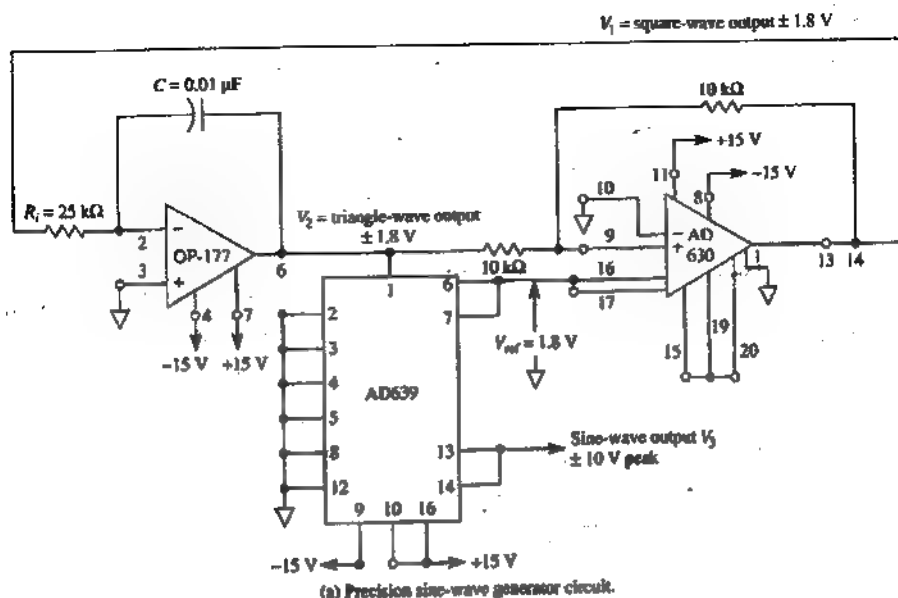 V₁ = square-wave output ± 1.8 V
C = 0.01 µF
10 kΩ
+15 V
−15 V
11
10
8
Rᵢ = 25 kΩ
V₂ = triangle-wave output
± 1.8 V
−
2
OP-177
3
+
6
4
7
−15 V
+15 V
10 kΩ
9
−
+
AD
630
1
13
14
16
17
15
19
20
1
6
7
Vref = 1.8 V
2
3
4
5
8
12
AD639
13
14
Sine-wave output V₃
± 10 V peak
9
10
16
−15 V
+15 V
(a) Precision sine-wave generator circuit.